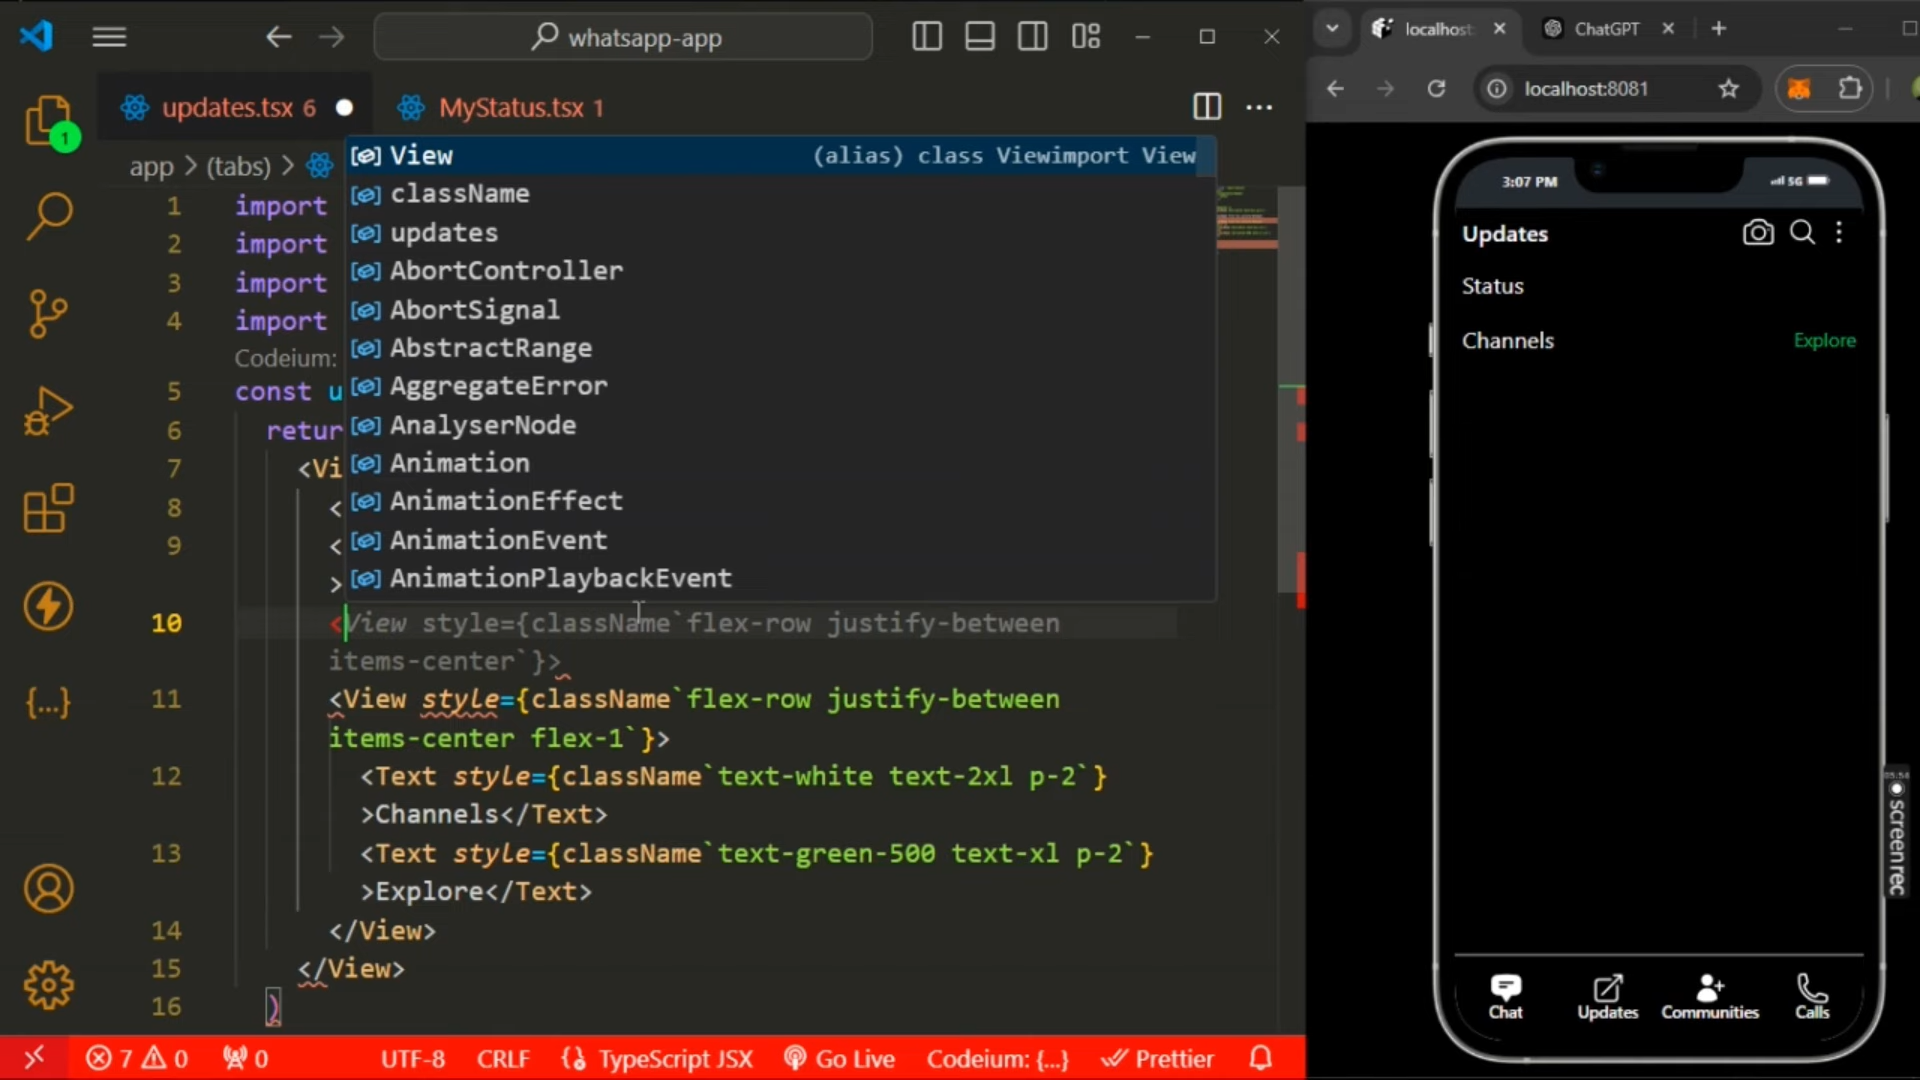 whatsapp-app
updates.tsx 6
MyStatus.tsx 1
app > (tabs) >
View (alias) class Viewimport View
className
updates
AbortController
AbortSignal
AbstractRange
AggregateError
AnalyserNode
Animation
AnimationEffect
AnimationEvent
AnimationPlaybackEvent
1 import
2 import
3 import
4 import
Codeium:
5 const u
6 retur
7 <Vi
8 <
9 <
>
10 <View style={className`flex-row justify-between
items-center`}>
11 <View style={className`flex-row justify-between
items-center flex-1`}>
12 <Text style={className`text-white text-2xl p-2`}
>Channels</Text>
13 <Text style={className`text-green-500 text-xl p-2`}
>Explore</Text>
14 </View>
15 </View>
16 )
1
7 0 0 UTF-8 CRLF TypeScript JSX Go Live Codeium: {...} Prettier
localhost:
ChatGPT
localhost:8081
3:07 PM 5G
Updates
Status
Channels Explore
Chat Updates Communities Calls
05:54
screenrec